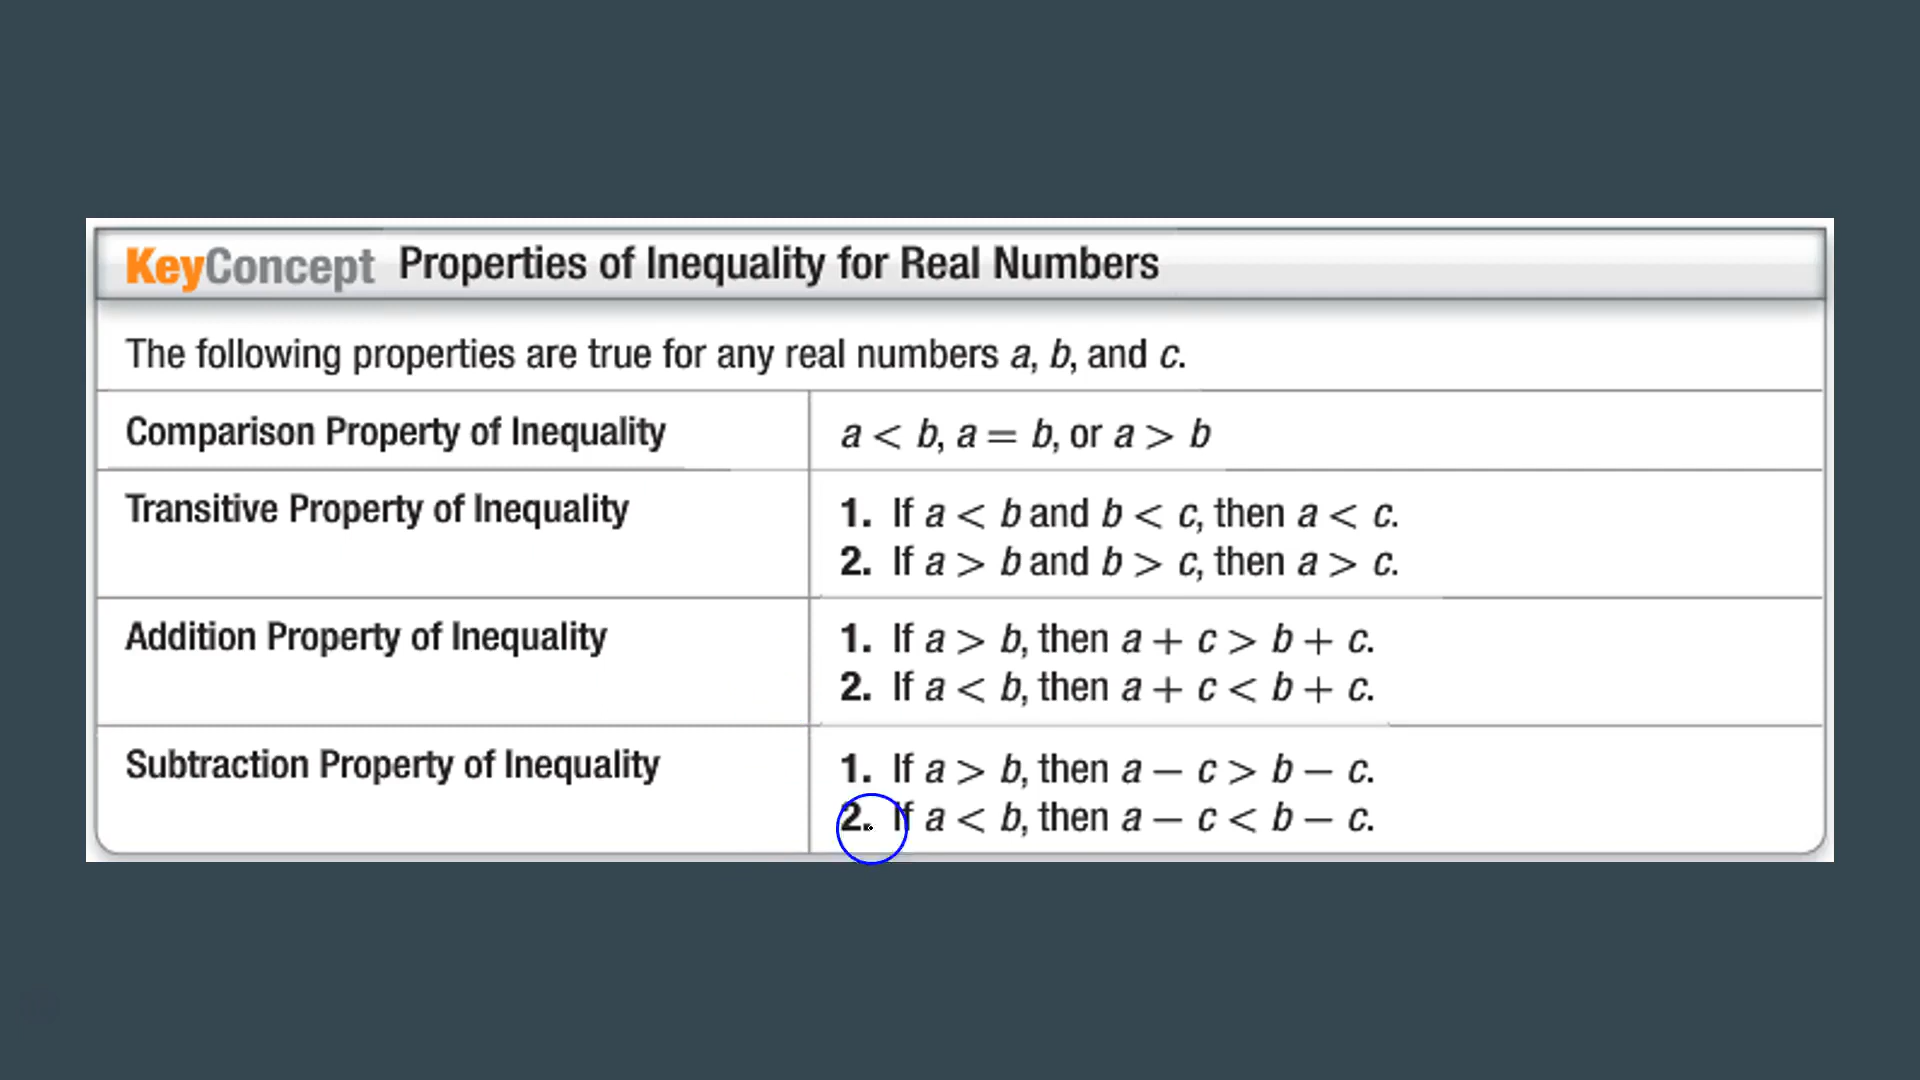 KeyConcept Properties of Inequality for Real Numbers
The following properties are true for any real numbers a, b, and c.
Comparison Property of Inequality
a < b, a = b, or a > b
Transitive Property of Inequality
1. If a < b and b < c, then a < c.
2. If a > b and b > c, then a > c.
Addition Property of Inequality
1. If a > b, then a + c > b + c.
2. If a < b, then a + c < b + c.
Subtraction Property of Inequality
1. If a > b, then a − c > b − c.
2. If a < b, then a − c < b − c.